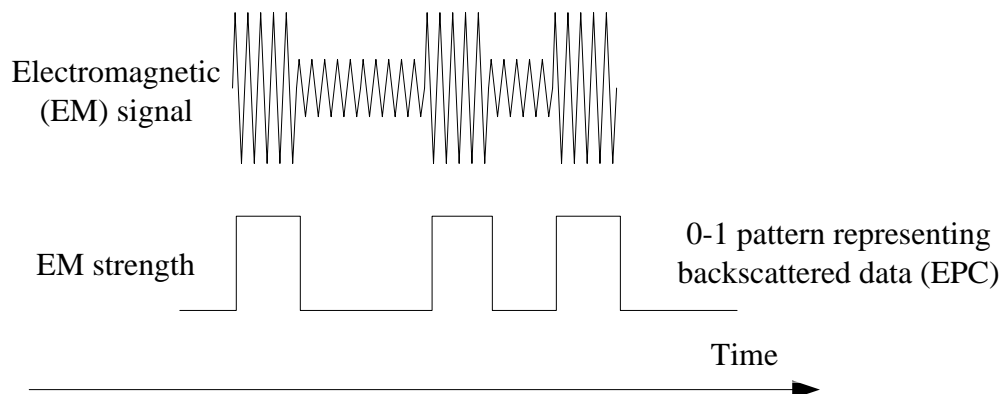 Electromagnetic
(EM) signal
EM strength
0-1 pattern representing
backscattered data (EPC)
Time